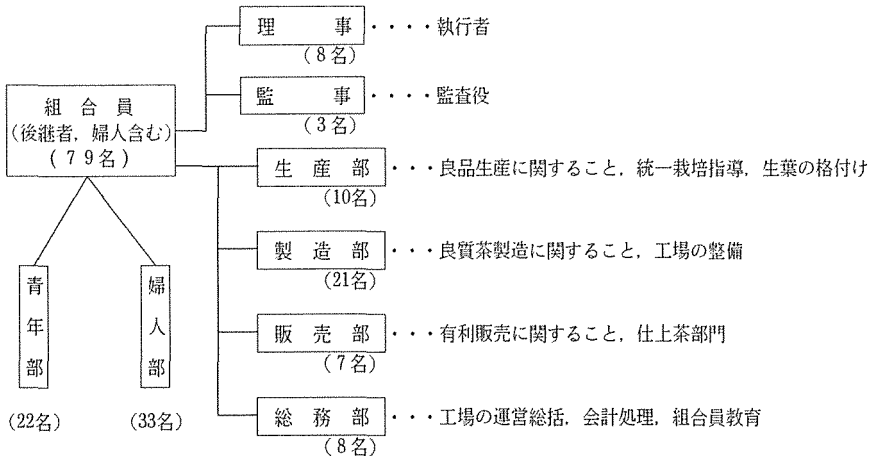 理事・・・・執行者
(8名)
監事・・・・監査役
(3名)
組合員
(後継者，婦人含む)
(79名)
生産部・・・良品生産に関すること，統一栽培指導，生葉の格付け
(10名)
製造部・・・良質茶製造に関すること，工場の整備
(21名)
販売部・・・有利販売に関すること，仕上茶部門
(7名)
総務部・・・工場の運営総括，会計処理，組合員教育
(8名)
青年部
(22名)
婦人部
(33名)